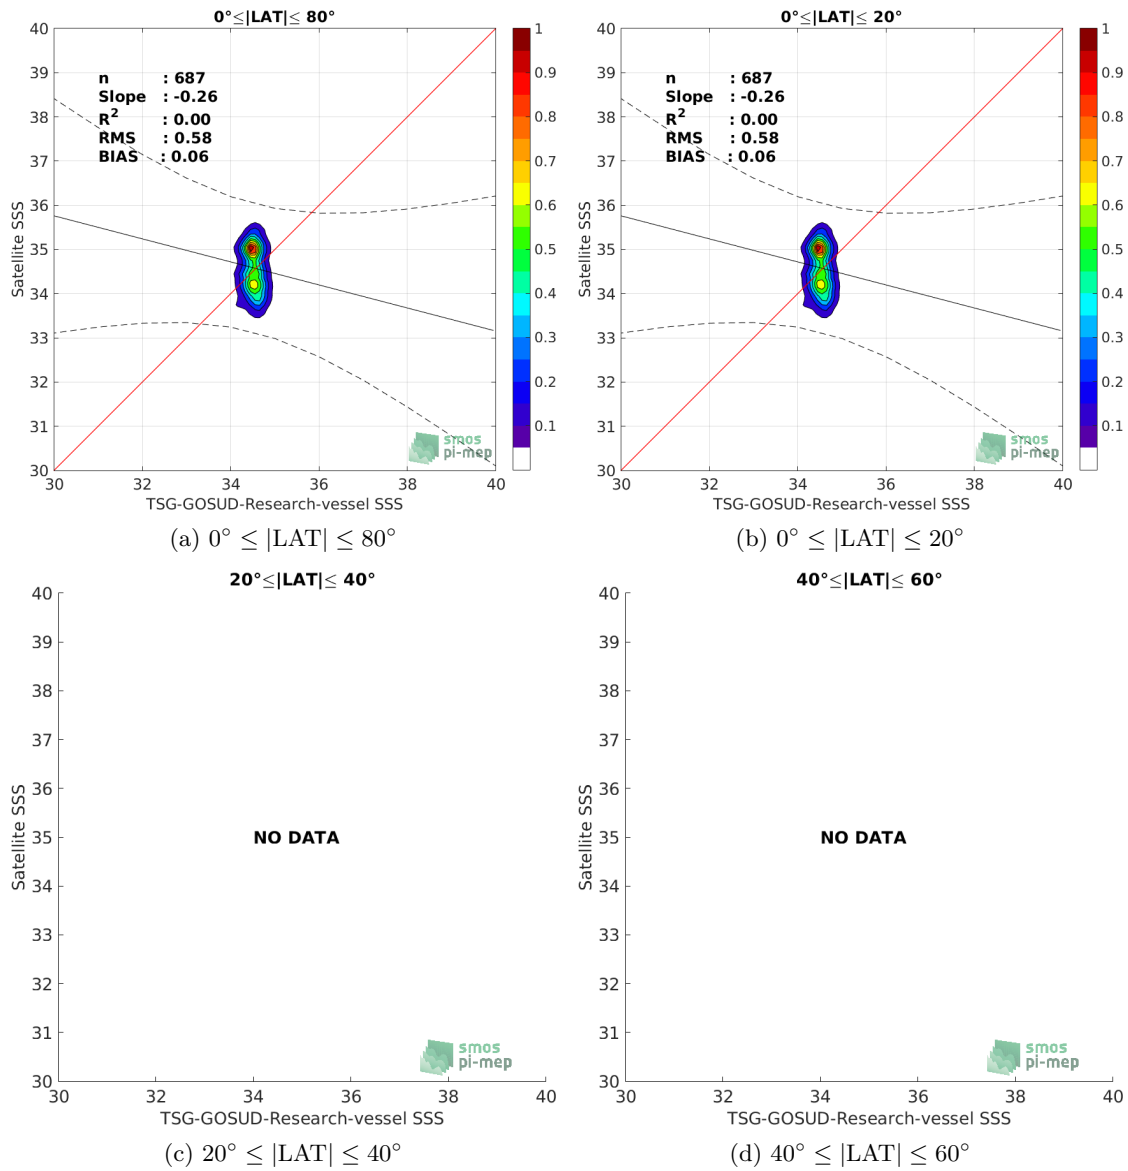 0°≤|LAT|≤ 80°
40
39
38
37
36
35
34
33
32
31
30
Satellite SSS
n : 687
Slope : -0.26
R2 : 0.00
RMS : 0.58
BIAS : 0.06
1
0.9
0.8
0.7
0.6
0.5
0.4
0.3
0.2
0.1
smos
pi-mep
30 32 34 36 38 40
TSG-GOSUD-Research-vessel SSS
(a) 0° ≤ |LAT| ≤ 80°
0°≤|LAT|≤ 20°
40
39
38
37
36
35
34
33
32
31
30
Satellite SSS
n : 687
Slope : -0.26
R2 : 0.00
RMS : 0.58
BIAS : 0.06
1
0.9
0.8
0.7
0.6
0.5
0.4
0.3
0.2
0.1
smos
pi-mep
30 32 34 36 38 40
TSG-GOSUD-Research-vessel SSS
(b) 0° ≤ |LAT| ≤ 20°
20°≤|LAT|≤ 40°
40
39
38
37
36
35
34
33
32
31
30
Satellite SSS
NO DATA
smos
pi-mep
30 32 34 36 38 40
TSG-GOSUD-Research-vessel SSS
(c) 20° ≤ |LAT| ≤ 40°
40°≤|LAT|≤ 60°
40
39
38
37
36
35
34
33
32
31
30
Satellite SSS
NO DATA
smos
pi-mep
30 32 34 36 38 40
TSG-GOSUD-Research-vessel SSS
(d) 40° ≤ |LAT| ≤ 60°